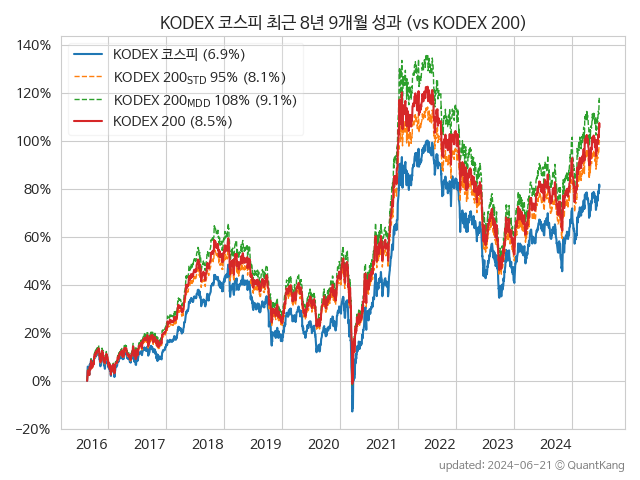 KODEX 코스피 최근 8년 9개월 성과 (vs KODEX 200)
KODEX 코스피 (6.9%)
KODEX 200STD 95% (8.1%)
KODEX 200MDD 108% (9.1%)
KODEX 200 (8.5%)
140%
120%
100%
80%
60%
40%
20%
0%
−20%
2016 2017 2018 2019 2020 2021 2022 2023 2024
updated: 2024-06-21 © QuantKang